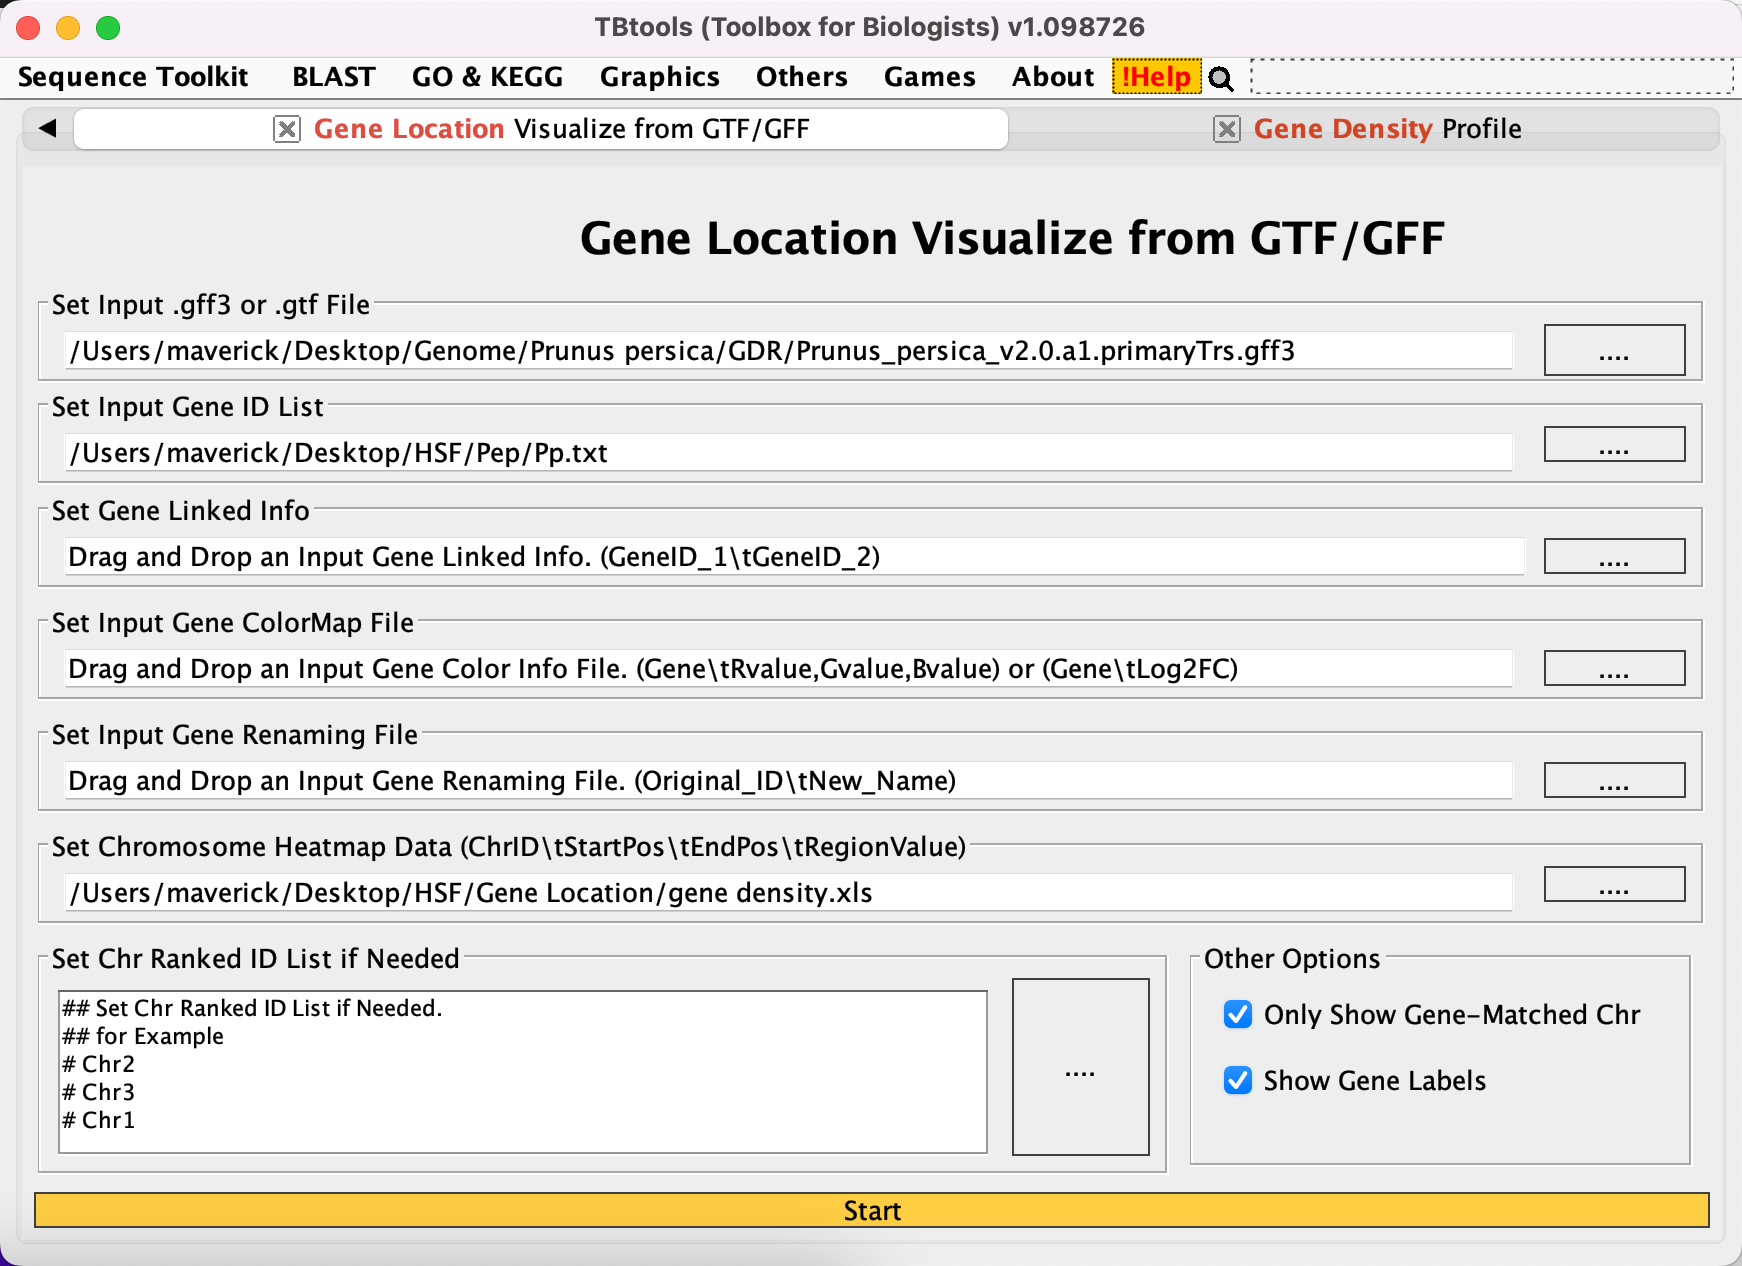 TBtools (Toolbox for Biologists) v1.098726
Sequence Toolkit BLAST GO & KEGG Graphics Others Games About !Help
Gene Location Visualize from GTF/GFF Gene Density Profile
Gene Location Visualize from GTF/GFF
Set Input .gff3 or .gtf File
/Users/maverick/Desktop/Genome/Prunus persica/GDR/Prunus_persica_v2.0.a1.primaryTrs.gff3 ....
Set Input Gene ID List
/Users/maverick/Desktop/HSF/Pep/Pp.txt ....
Set Gene Linked Info
Drag and Drop an Input Gene Linked Info. (GeneID_1\tGeneID_2) ....
Set Input Gene ColorMap File
Drag and Drop an Input Gene Color Info File. (Gene\tRvalue,Gvalue,Bvalue) or (Gene\tLog2FC) ....
Set Input Gene Renaming File
Drag and Drop an Input Gene Renaming File. (Original_ID\tNew_Name) ....
Set Chromosome Heatmap Data (ChrID\tStartPos\tEndPos\tRegionValue)
/Users/maverick/Desktop/HSF/Gene Location/gene density.xls ....
Set Chr Ranked ID List if Needed
## Set Chr Ranked ID List if Needed.
## for Example
# Chr2
# Chr3
# Chr1
....
Other Options
Only Show Gene-Matched Chr
Show Gene Labels
Start